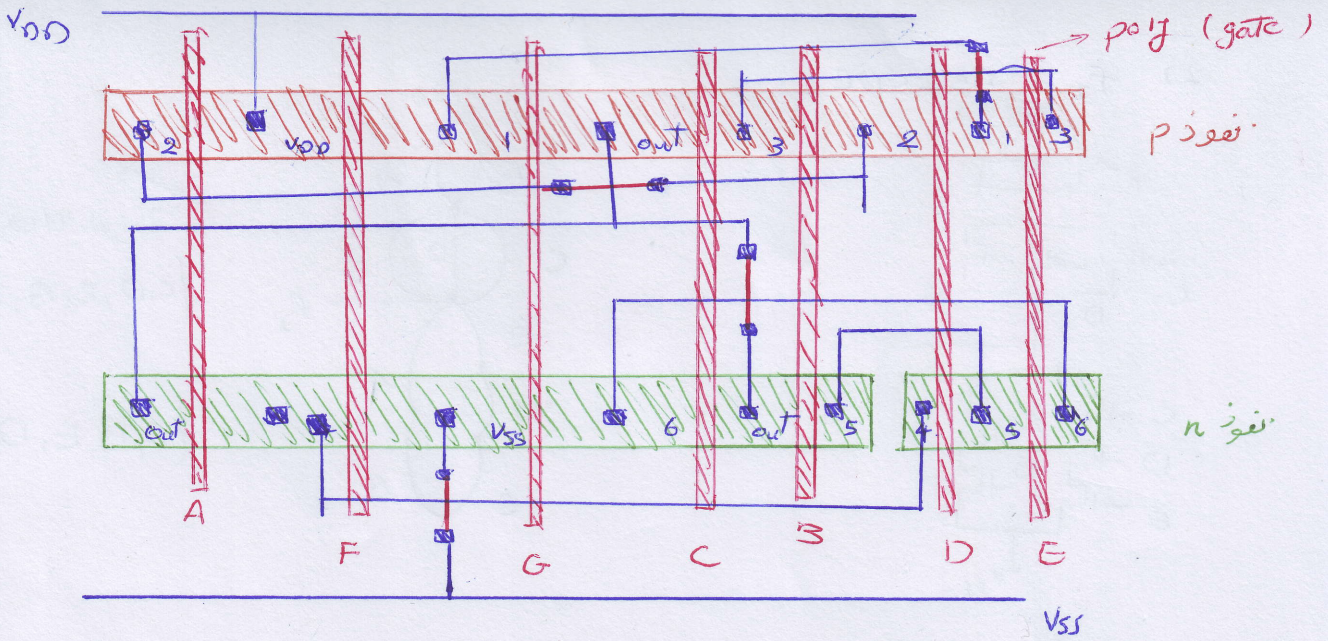 VDD
poly (gate)
2 VDD 1 out 3 2 1 3
نفوذ p
out 4 VSS 6 out 5 4 5 6
نفوذ n
A F G C B D E
VSS